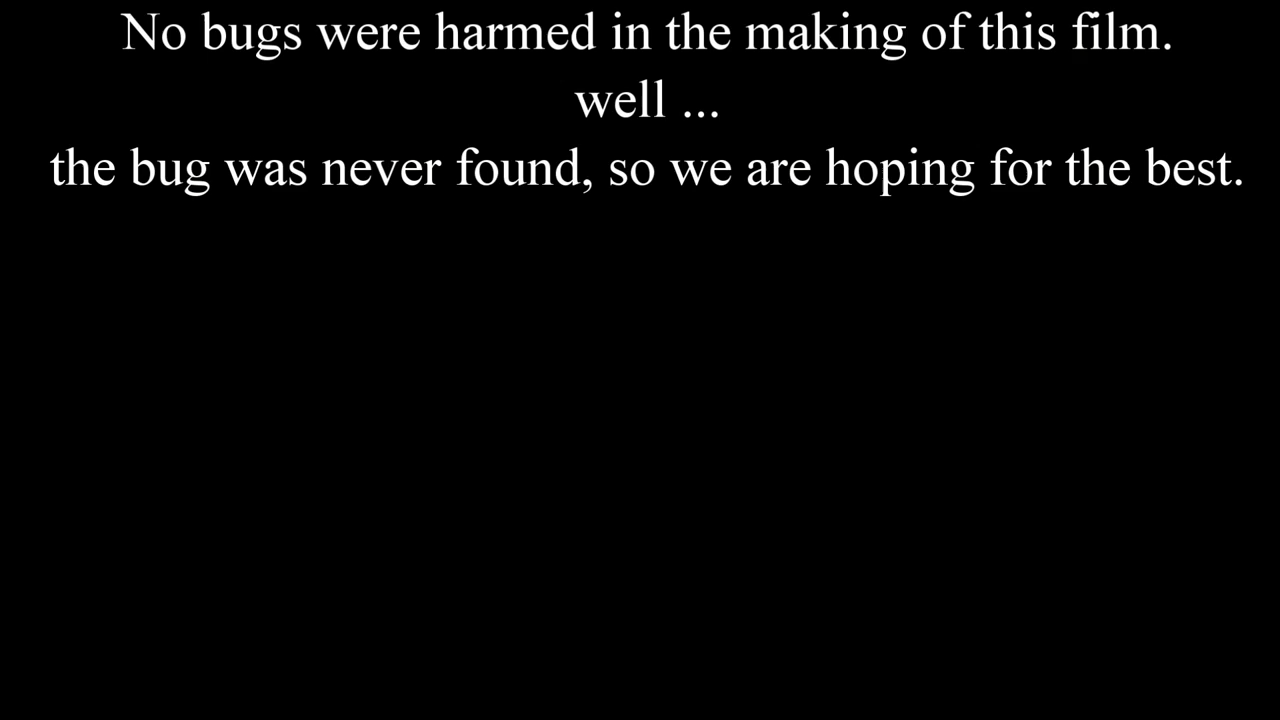 No bugs were harmed in the making of this film.
well ...
the bug was never found, so we are hoping for the best.